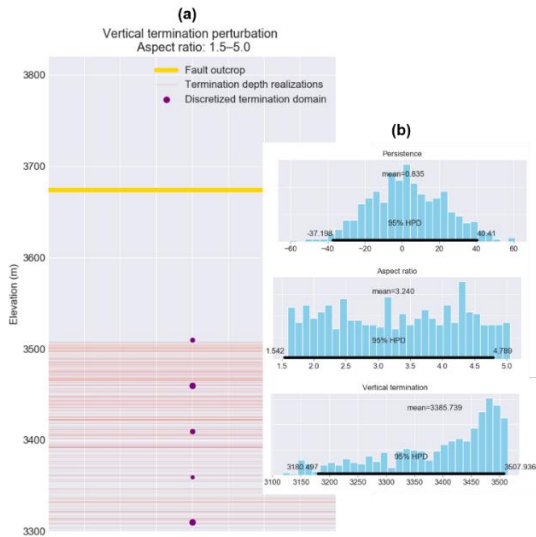 (a)
Vertical termination perturbation
Aspect ratio: 1.5–5.0
Fault outcrop
Termination depth realizations
Discretized termination domain
Elevation (m)
3800
3700
3600
3500
3400
3300
(b)
Persistence
mean=0.835
95% HPD
-37.198
40.41
−60 −40 −20 0 20 40 60
Aspect ratio
mean=3.240
95% HPD
1.542
4.789
1.5 2.0 2.5 3.0 3.5 4.0 4.5 5.0
Vertical termination
mean=3385.739
95% HPD
3180.497
3507.936
3100 3150 3200 3250 3300 3350 3400 3450 3500